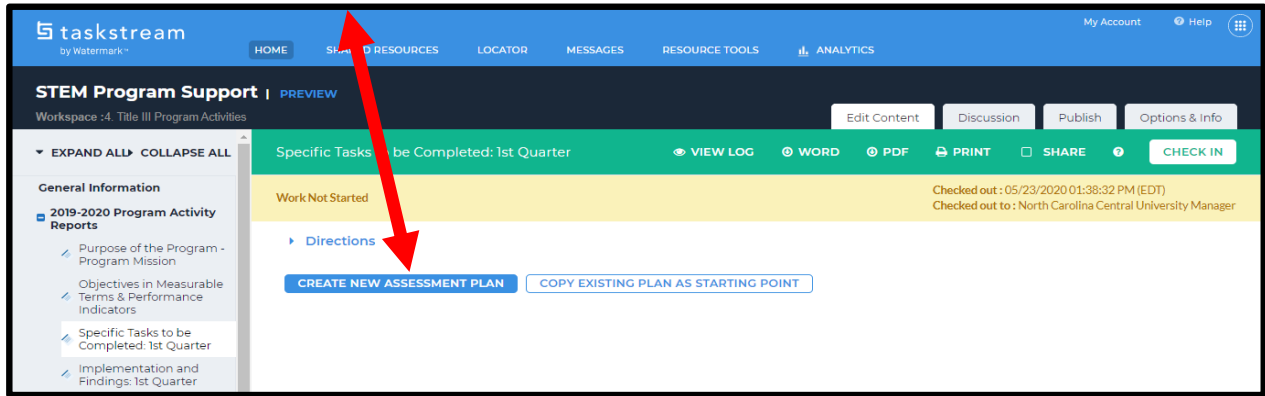 taskstream
by Watermark™
My Account
Help
HOME
RESOURCES
LOCATOR
MESSAGES
RESOURCE TOOLS
ANALYTICS
STEM Program Support | PREVIEW
Workspace :4. Title III Program Activities
Edit Content
Discussion
Publish
Options & Info
EXPAND ALL
COLLAPSE ALL
Specific Tasks to be Completed: 1st Quarter
VIEW LOG
WORD
PDF
PRINT
SHARE
CHECK IN
General Information
2019-2020 Program Activity
Reports
Purpose of the Program -
Program Mission
Objectives in Measurable
Terms & Performance
Indicators
Specific Tasks to be
Completed: 1st Quarter
Implementation and
Findings: 1st Quarter
Work Not Started
Checked out : 05/23/2020 01:38:32 PM (EDT)
Checked out to : North Carolina Central University Manager
Directions
CREATE NEW ASSESSMENT PLAN
COPY EXISTING PLAN AS STARTING POINT